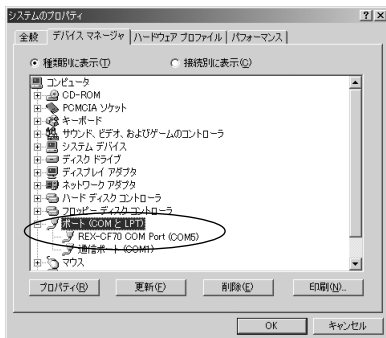 システムのプロパティ
全般 デバイス マネージャ ハードウェア プロファイル パフォーマンス
種類別に表示(T) 接続別に表示(C)
コンピュータ
CD-ROM
PCMCIA ソケット
キーボード
サウンド、ビデオ、およびゲームのコントローラ
システム デバイス
ディスク ドライブ
ディスプレイ アダプタ
ネットワーク アダプタ
ハード ディスク コントローラ
フロッピー ディスク コントローラ
ポート (COM と LPT)
REX-CF70 COM Port (COM5)
通信ポート (COM1)
マウス
プロパティ(R) 更新(F) 削除(E) 印刷(N)...
OK キャンセル